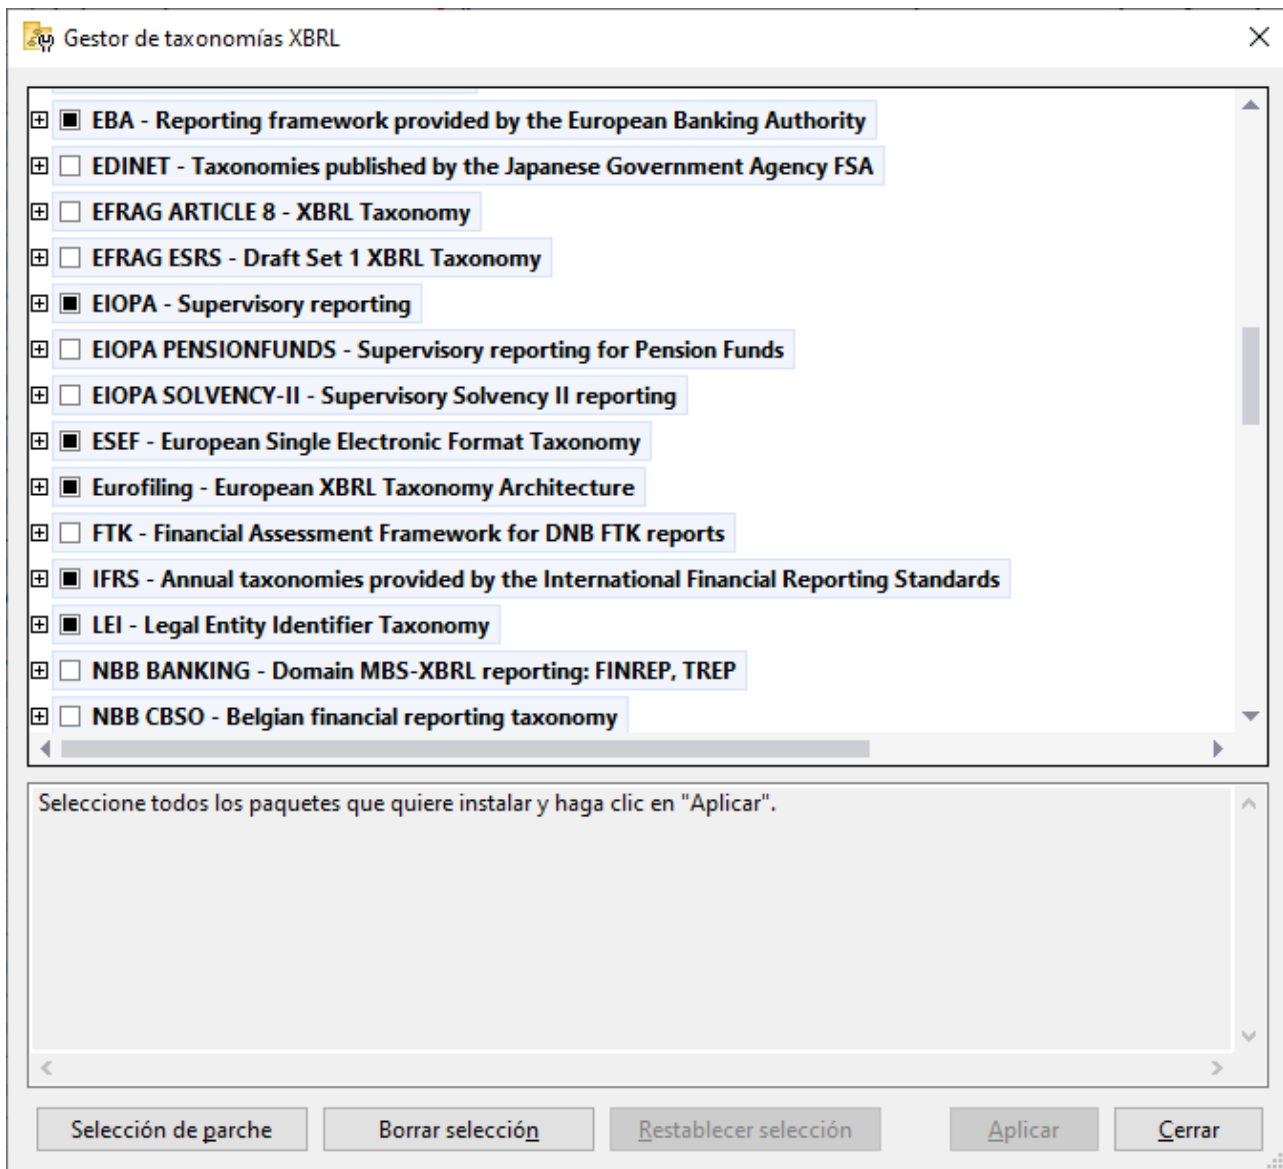 Gestor de taxonomías XBRL
EBA - Reporting framework provided by the European Banking Authority
EDINET - Taxonomies published by the Japanese Government Agency FSA
EFRAG ARTICLE 8 - XBRL Taxonomy
EFRAG ESRS - Draft Set 1 XBRL Taxonomy
EIOPA - Supervisory reporting
EIOPA PENSIONFUNDS - Supervisory reporting for Pension Funds
EIOPA SOLVENCY-II - Supervisory Solvency II reporting
ESEF - European Single Electronic Format Taxonomy
Eurofiling - European XBRL Taxonomy Architecture
FTK - Financial Assessment Framework for DNB FTK reports
IFRS - Annual taxonomies provided by the International Financial Reporting Standards
LEI - Legal Entity Identifier Taxonomy
NBB BANKING - Domain MBS-XBRL reporting: FINREP, TREP
NBB CBSO - Belgian financial reporting taxonomy
Seleccione todos los paquetes que quiere instalar y haga clic en "Aplicar".
Selección de parche Borrar selección Restablecer selección Aplicar Cerrar